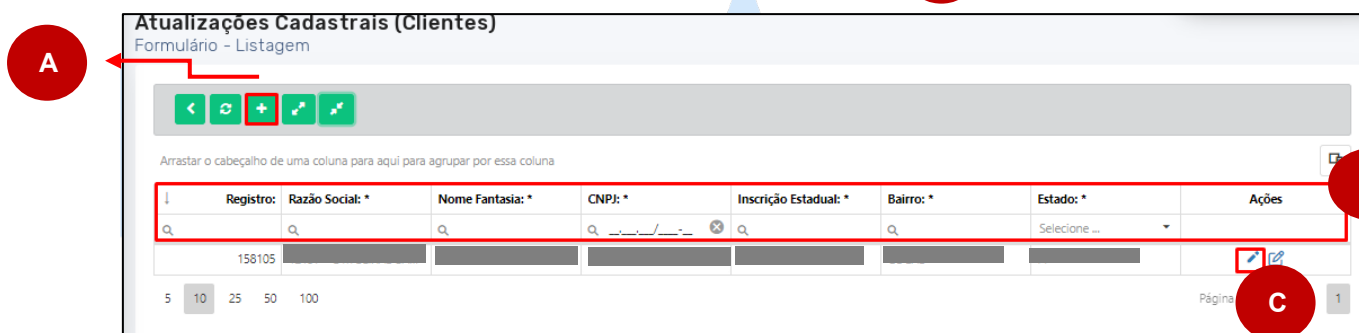 Atualizações Cadastrais (Clientes)
Formulário - Listagem
A
Arrastar o cabeçalho de uma coluna para aqui para agrupar por essa coluna
Registro: Razão Social: * Nome Fantasia: * CNPJ: * Inscrição Estadual: * Bairro: * Estado: * Ações
__.___.___/____-__ Selecione ...
158105
5 10 25 50 100 Página 1
C